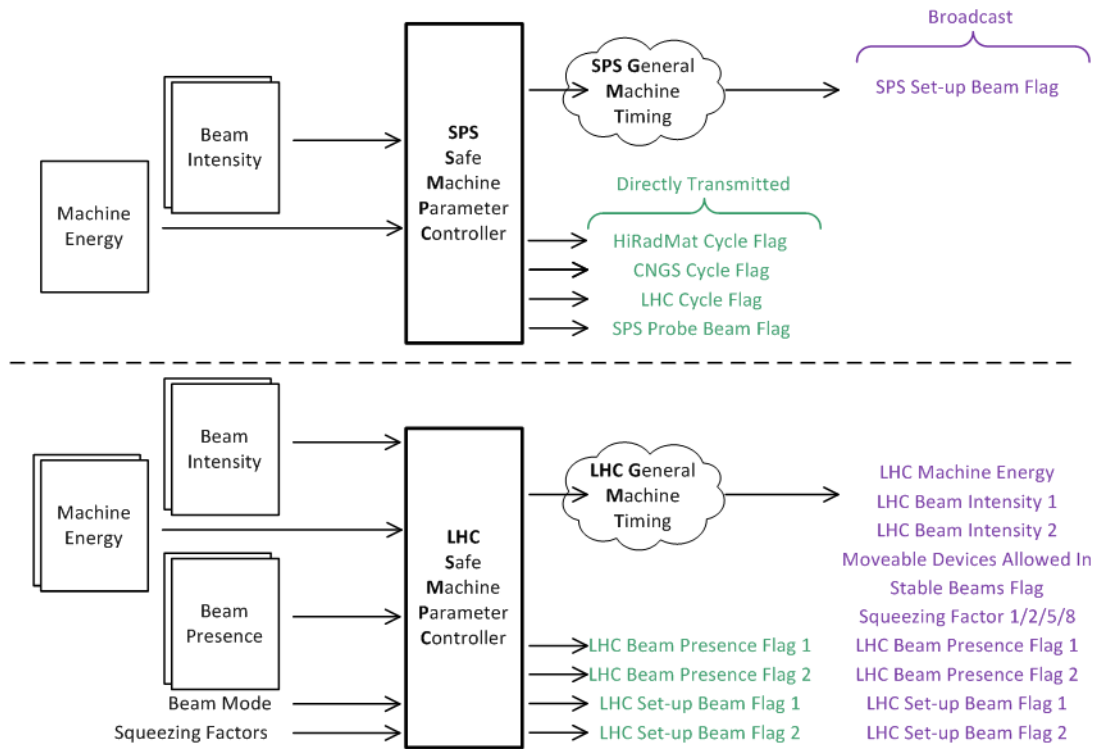 Broadcast
SPS Set-up Beam Flag
SPS General
Machine
Timing
Beam
Intensity
Machine
Energy
SPS
Safe
Machine
Parameter
Controller
Directly Transmitted
HiRadMat Cycle Flag
CNGS Cycle Flag
LHC Cycle Flag
SPS Probe Beam Flag
Beam
Intensity
Machine
Energy
Beam
Presence
Beam Mode
Squeezing Factors
LHC
Safe
Machine
Parameter
Controller
LHC General
Machine
Timing
LHC Beam Presence Flag 1
LHC Beam Presence Flag 2
LHC Set-up Beam Flag 1
LHC Set-up Beam Flag 2
LHC Machine Energy
LHC Beam Intensity 1
LHC Beam Intensity 2
Moveable Devices Allowed In
Stable Beams Flag
Squeezing Factor 1/2/5/8
LHC Beam Presence Flag 1
LHC Beam Presence Flag 2
LHC Set-up Beam Flag 1
LHC Set-up Beam Flag 2